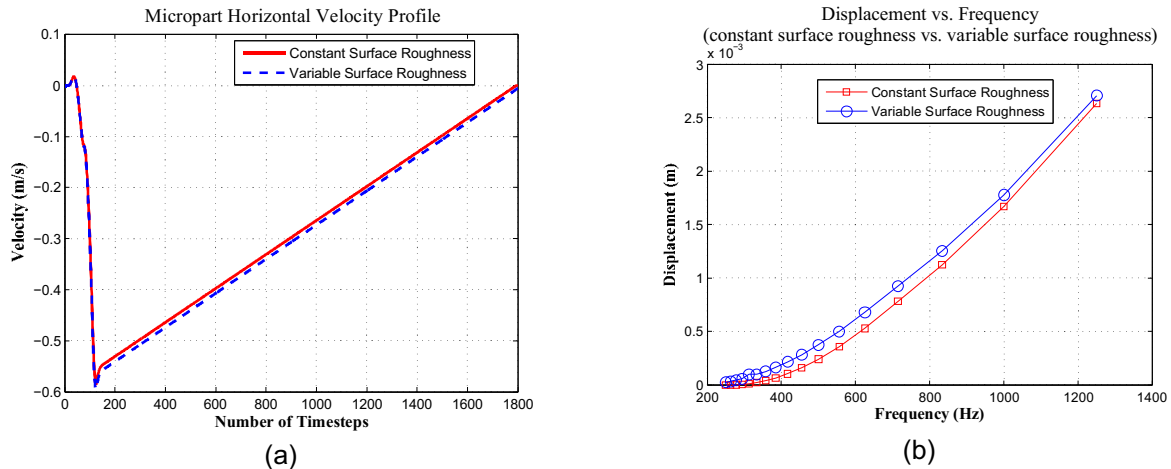 Micropart Horizontal Velocity Profile
0.1
0
−0.1
−0.2
−0.3
−0.4
−0.5
−0.6
Velocity (m/s)
Constant Surface Roughness
Variable Surface Roughness
0 200 400 600 800 1000 1200 1400 1600 1800
Number of Timesteps
(a)
Displacement vs. Frequency
(constant surface roughness vs. variable surface roughness)
x 10⁻³
3
2.5
2
1.5
1
0.5
0
Displacement (m)
Constant Surface Roughness
Variable Surface Roughness
200 400 600 800 1000 1200 1400
Frequency (Hz)
(b)